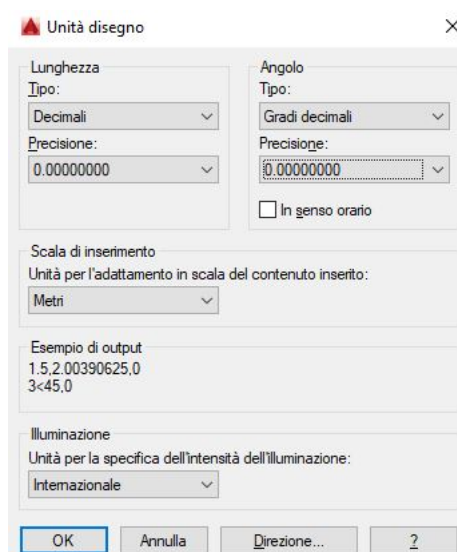 Unità disegno
Lunghezza
Tipo:
Decimali
Precisione:
0.00000000
Angolo
Tipo:
Gradi decimali
Precisione:
0.00000000
In senso orario
Scala di inserimento
Unità per l'adattamento in scala del contenuto inserito:
Metri
Esempio di output
1.5,2.00390625,0
3<45,0
Illuminazione
Unità per la specifica dell'intensità dell'illuminazione:
Internazionale
OK Annulla Direzione... ?